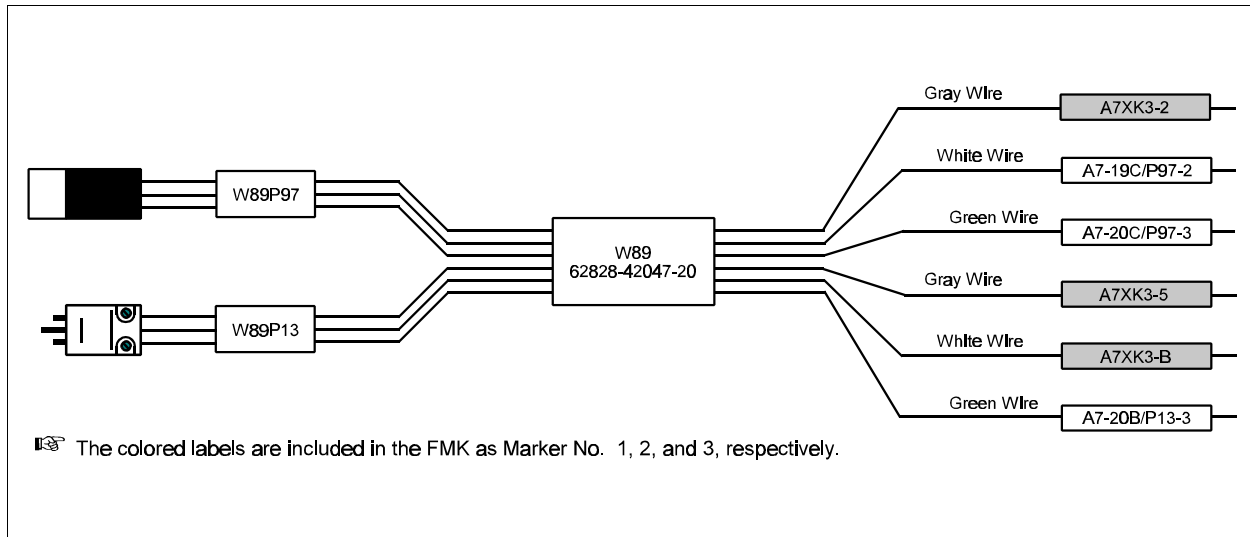 Gray Wire
A7XK3-2
White Wire
A7-19C/P97-2
W89P97
Green Wire
A7-20C/P97-3
W89
62828-42047-20
Gray Wire
A7XK3-5
W89P13
White Wire
A7XK3-B
Green Wire
A7-20B/P13-3
☞ The colored labels are included in the FMK as Marker No. 1, 2, and 3, respectively.